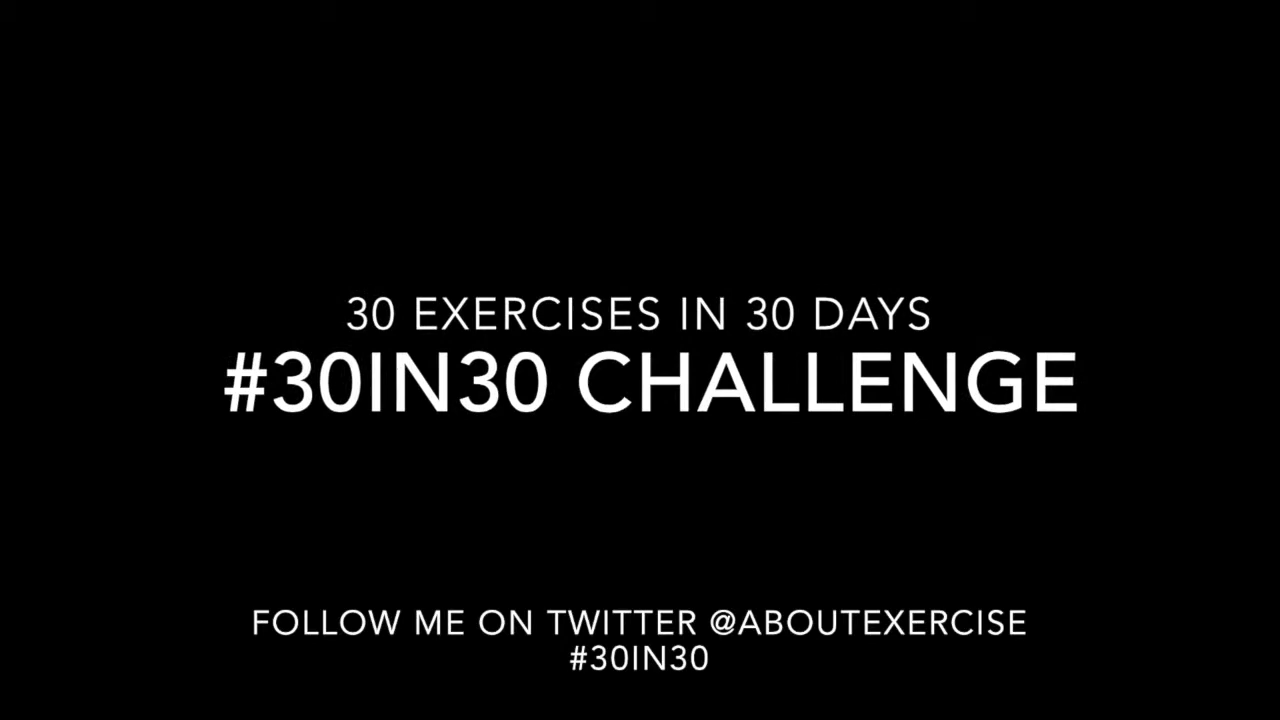 30 EXERCISES IN 30 DAYS
#30IN30 CHALLENGE
FOLLOW ME ON TWITTER @ABOUTEXERCISE
#30IN30